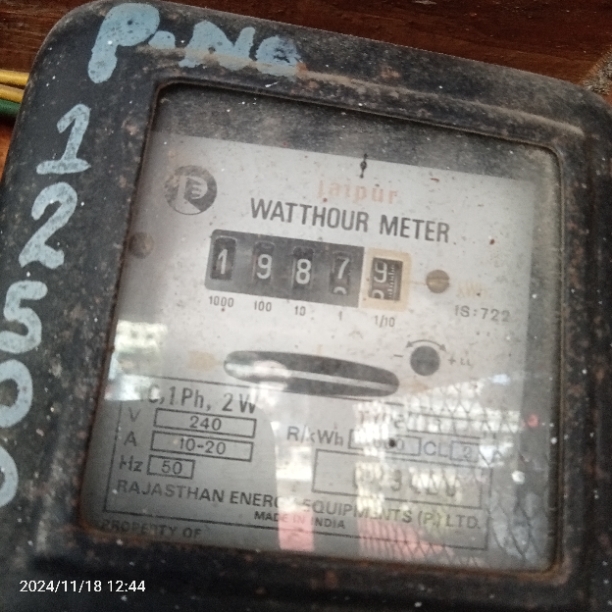 P-No
12500
jaipur
WATTHOUR METER
1 9 8 7 9
1000 100 10 1 1/10
IS:722
- + LL
1Ph, 2W
V 240
A 10-20
R/kWh CL 2
Hz 50
RAJASTHAN ENERGY EQUIPMENTS (P) LTD.
MADE IN INDIA
PROPERTY OF
2024/11/18 12:44